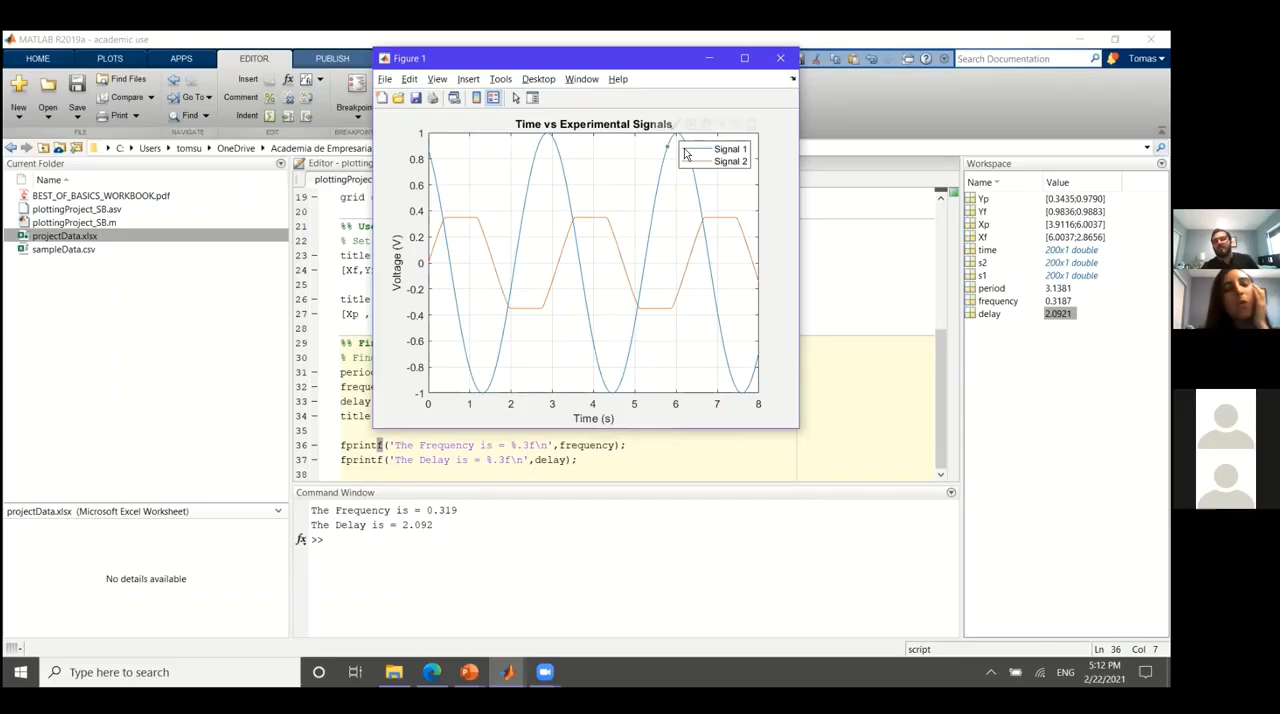 MATLAB R2019a - academic use
HOME PLOTS APPS EDITOR PUBLISH
Search Documentation
Tomas
New
Open
Save
Find Files
Compare
Print
FILE
Go To
Find
NAVIGATE
Insert
Comment
Indent
EDIT
Breakpoint
C: Users tomsu OneDrive Academia de Empresaria
Current Folder
Name
BEST_OF_BASICS_WORKBOOK.pdf
plottingProject_SB.asv
plottingProject_SB.m
projectData.xlsx
sampleData.csv
projectData.xlsx (Microsoft Excel Worksheet)
No details available
Editor - plotting
plottingProjec
19 grid
20
21
22 % Set
23 title
24 [Xf,Y
25
26 title
27 [Xp ,
28
29 %% Fi
30 % Fin
31 period
32 freque
33 delay
34 title
35
36 fprintf('The Frequency is = %.3f\n',frequency);
37 fprintf('The Delay is = %.3f\n',delay);
38
Figure 1
File Edit View Insert Tools Desktop Window Help
Time vs Experimental Signals
Signal 1
Signal 2
Voltage (V)
1
0.8
0.6
0.4
0.2
0
-0.2
-0.4
-0.6
-0.8
-1
0 1 2 3 4 5 6 7 8
Time (s)
Command Window
The Frequency is = 0.319
The Delay is = 2.092
fx >>
Workspace
Name Value
Yp [0.3435;0.9790]
Yf [0.9836;0.9883]
Xp [3.9116;6.0037]
Xf [6.0037;2.8656]
time 200x1 double
s2 200x1 double
s1 200x1 double
period 3.1381
frequency 0.3187
delay 2.0921
script
Ln 36 Col 7
Type here to search
ENG
5:12 PM
2/22/2021